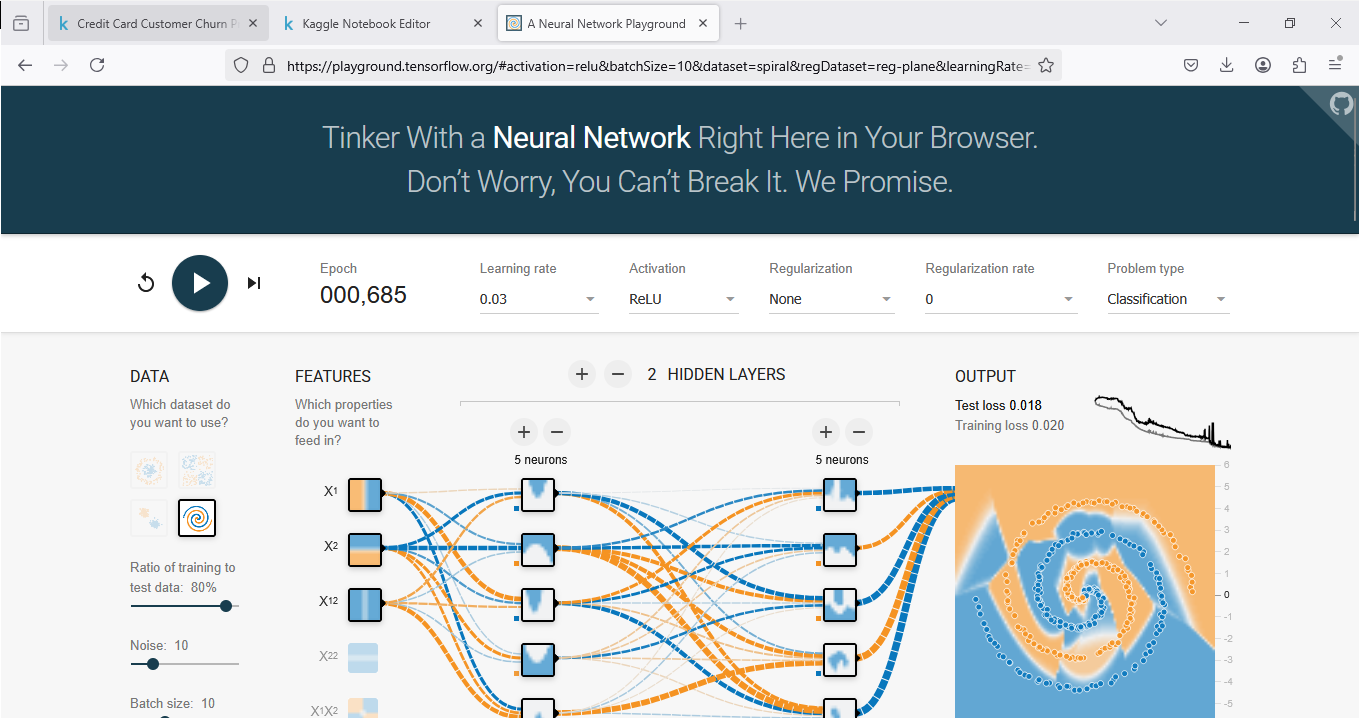 Credit Card Customer Churn P
Kaggle Notebook Editor
A Neural Network Playground
https://playground.tensorflow.org/#activation=relu&batchSize=10&dataset=spiral&regDataset=reg-plane&learningRate=
Tinker With a Neural Network Right Here in Your Browser.
Don’t Worry, You Can’t Break It. We Promise.
Epoch
000,685
Learning rate
0.03
Activation
ReLU
Regularization
None
Regularization rate
0
Problem type
Classification
DATA
Which dataset do
you want to use?
Ratio of training to
test data: 80%
Noise: 10
Batch size: 10
FEATURES
Which properties
do you want to
feed in?
X1
X2
X12
X22
X1X2
+ − 2 HIDDEN LAYERS
+ −
5 neurons
+ −
5 neurons
OUTPUT
Test loss 0.018
Training loss 0.020
6
5
4
3
2
1
0
-1
-2
-3
-4
-5